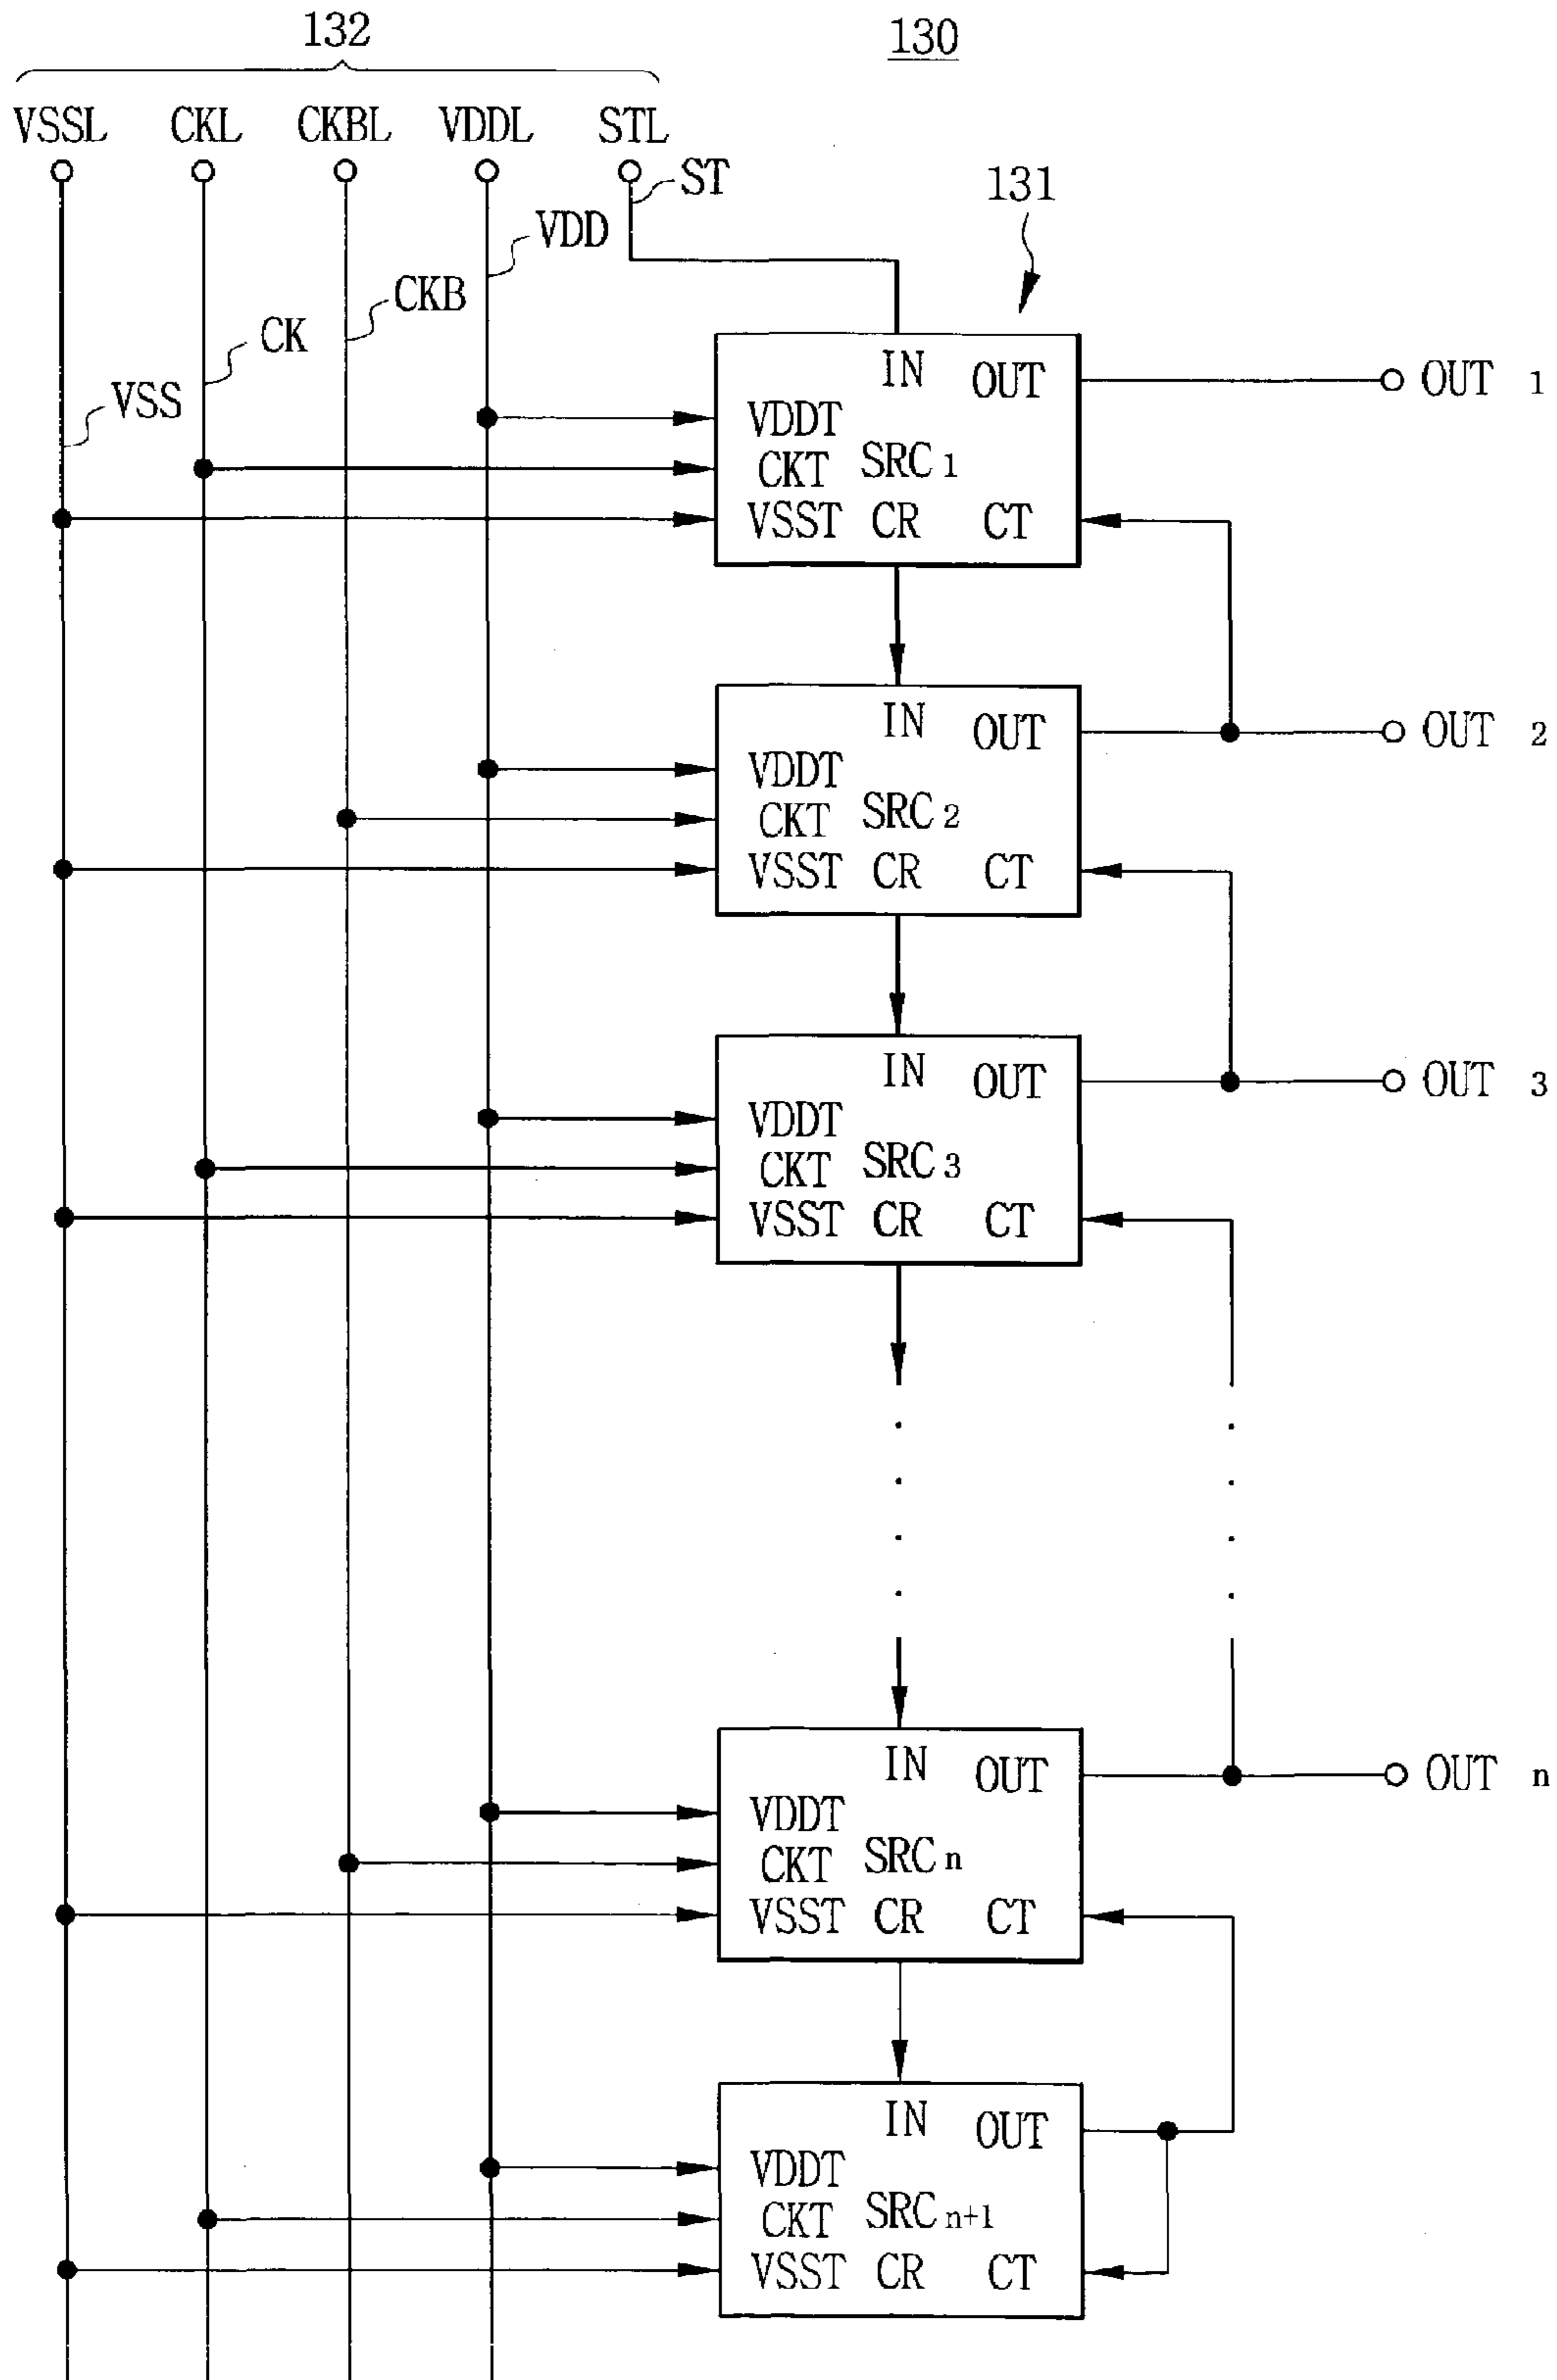 132
130
VSSL CKL CKBL VDDL STL
ST
131
VDD
CKB
CK
VSS
IN OUT
OUT 1
VDDT
CKT SRC 1
VSST CR CT
IN OUT
OUT 2
VDDT
CKT SRC 2
VSST CR CT
IN OUT
OUT 3
VDDT
CKT SRC 3
VSST CR CT
IN OUT
OUT n
VDDT
CKT SRC n
VSST CR CT
IN OUT
VDDT
CKT SRC n+1
VSST CR CT